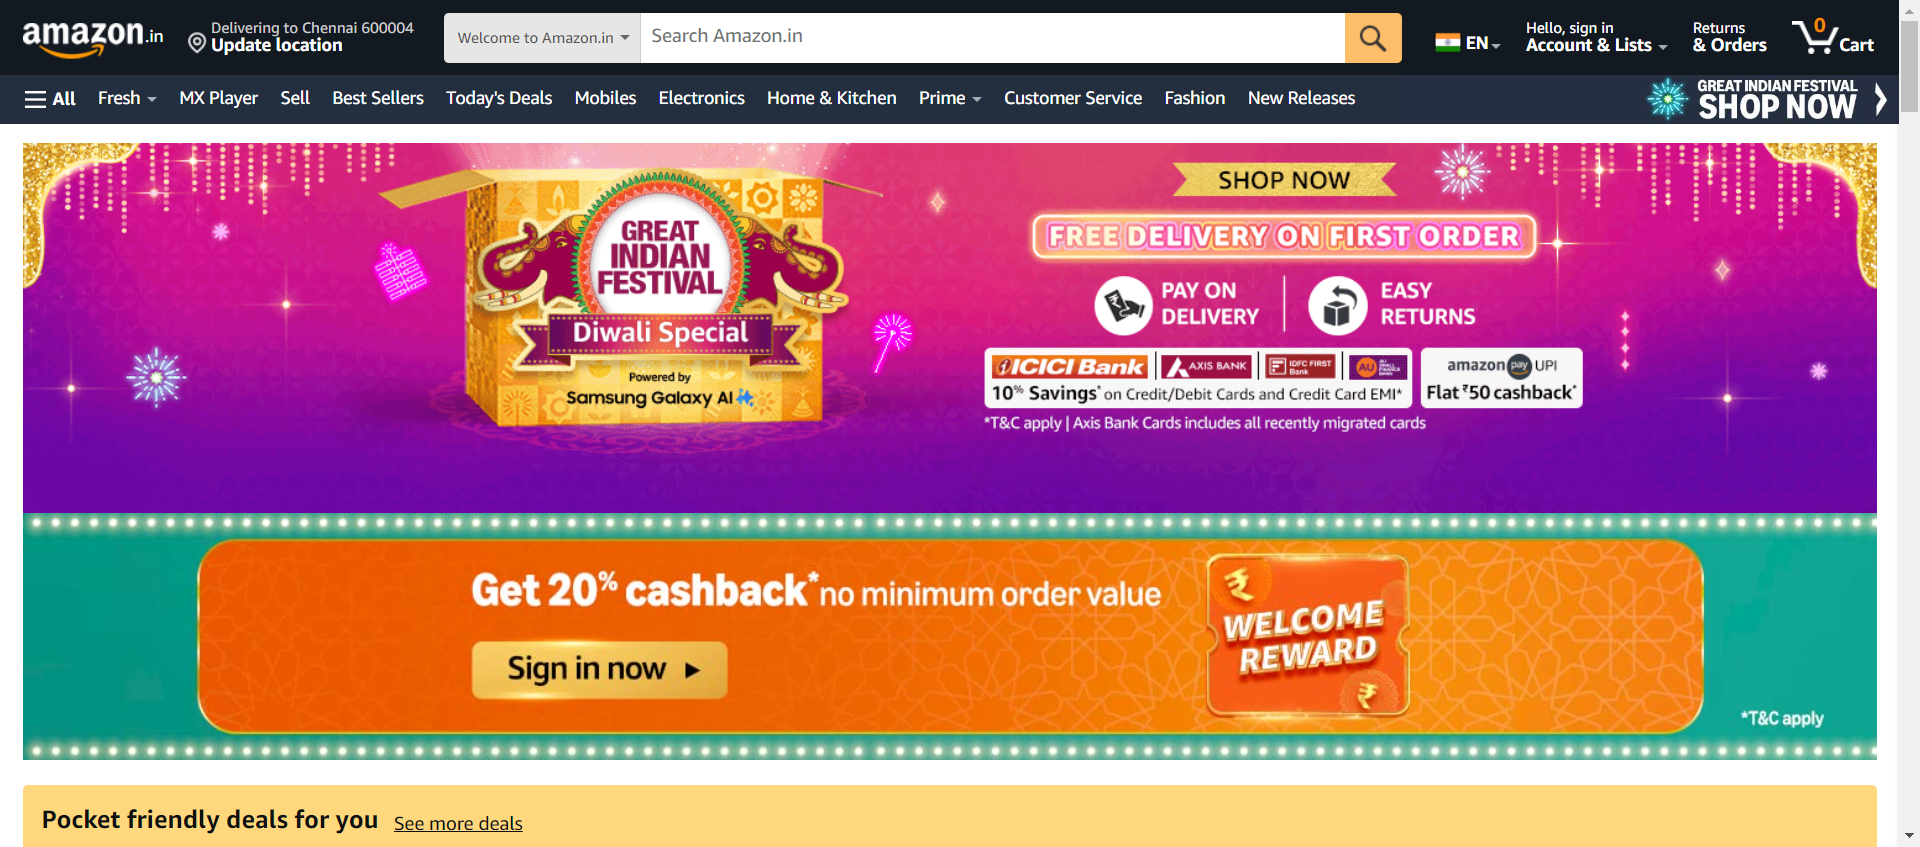 amazon.in
Delivering to Chennai 600004
Update location
Welcome to Amazon.in
Search Amazon.in
EN
Hello, sign in
Account & Lists
Returns
& Orders
0
Cart
All
Fresh
MX Player
Sell
Best Sellers
Today's Deals
Mobiles
Electronics
Home & Kitchen
Prime
Customer Service
Fashion
New Releases
GREAT INDIAN FESTIVAL
SHOP NOW
GREAT
INDIAN
FESTIVAL
Diwali Special
Powered by
Samsung Galaxy AI
SHOP NOW
FREE DELIVERY ON FIRST ORDER
PAY ON
DELIVERY
EASY
RETURNS
ICICI Bank
AXIS BANK
IDFC FIRST
Bank
AU
SMALL
FINANCE
BANK
10% Savings* on Credit/Debit Cards and Credit Card EMI*
amazon pay UPI
Flat ₹50 cashback*
*T&C apply | Axis Bank Cards includes all recently migrated cards
Get 20% cashback* no minimum order value
Sign in now
₹
WELCOME
REWARD
₹
*T&C apply
Pocket friendly deals for you
See more deals